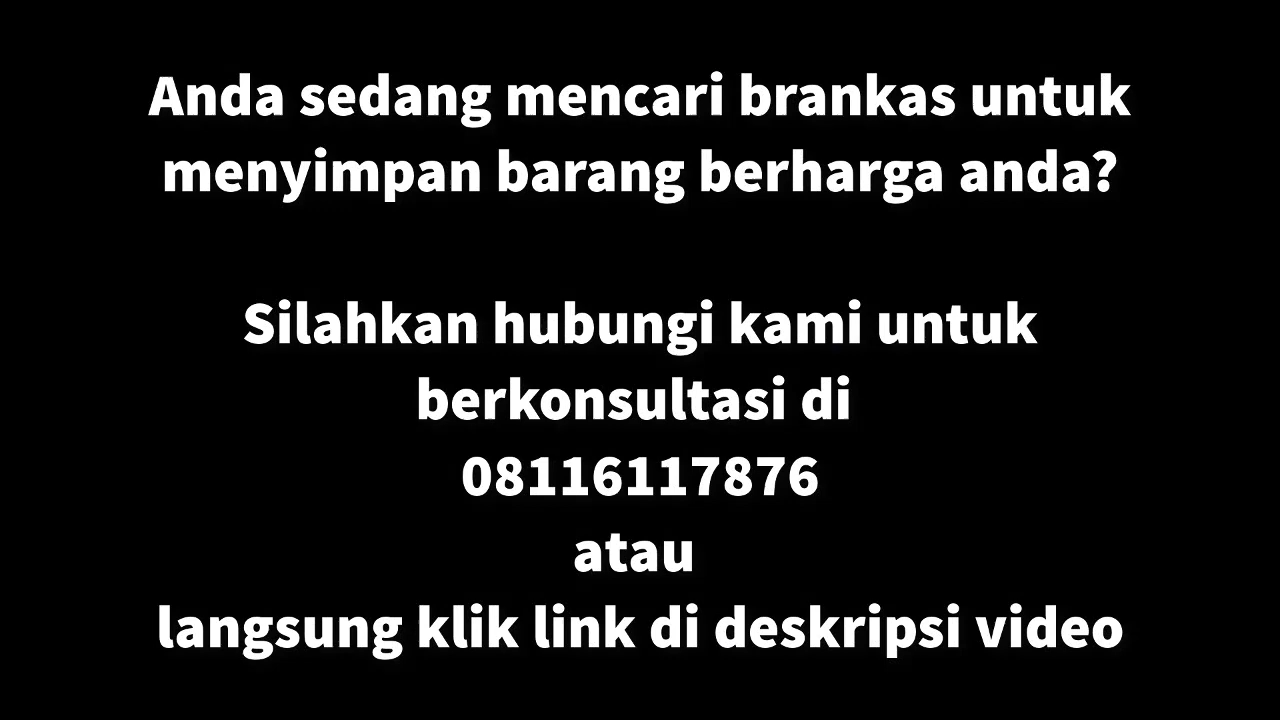 Anda sedang mencari brankas untuk
menyimpan barang berharga anda?
Silahkan hubungi kami untuk
berkonsultasi di
08116117876
atau
langsung klik link di deskripsi video